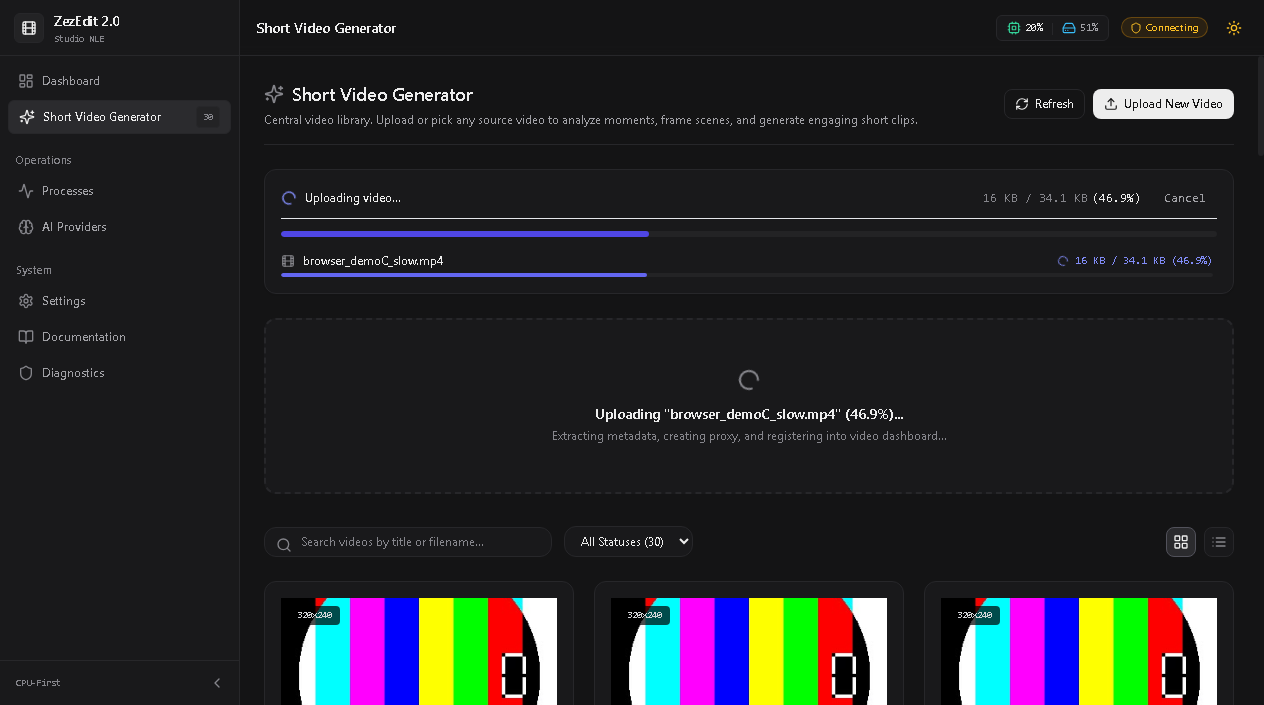 ZezEdit 2.0
Studio NLE
Dashboard
Short Video Generator 30
Operations
Processes
AI Providers
System
Settings
Documentation
Diagnostics
CPU-First
Short Video Generator
20% 51% Connecting
Short Video Generator
Central video library. Upload or pick any source video to analyze moments, frame scenes, and generate engaging short clips.
Refresh Upload New Video
Uploading video... 16 KB / 34.1 KB (46.9%) Cancel
browser_demoC_slow.mp4 16 KB / 34.1 KB (46.9%)
Uploading "browser_demoC_slow.mp4" (46.9%)...
Extracting metadata, creating proxy, and registering into video dashboard...
Search videos by title or filename... All Statuses (30)
320x240 320x240 320x240
0 0 0